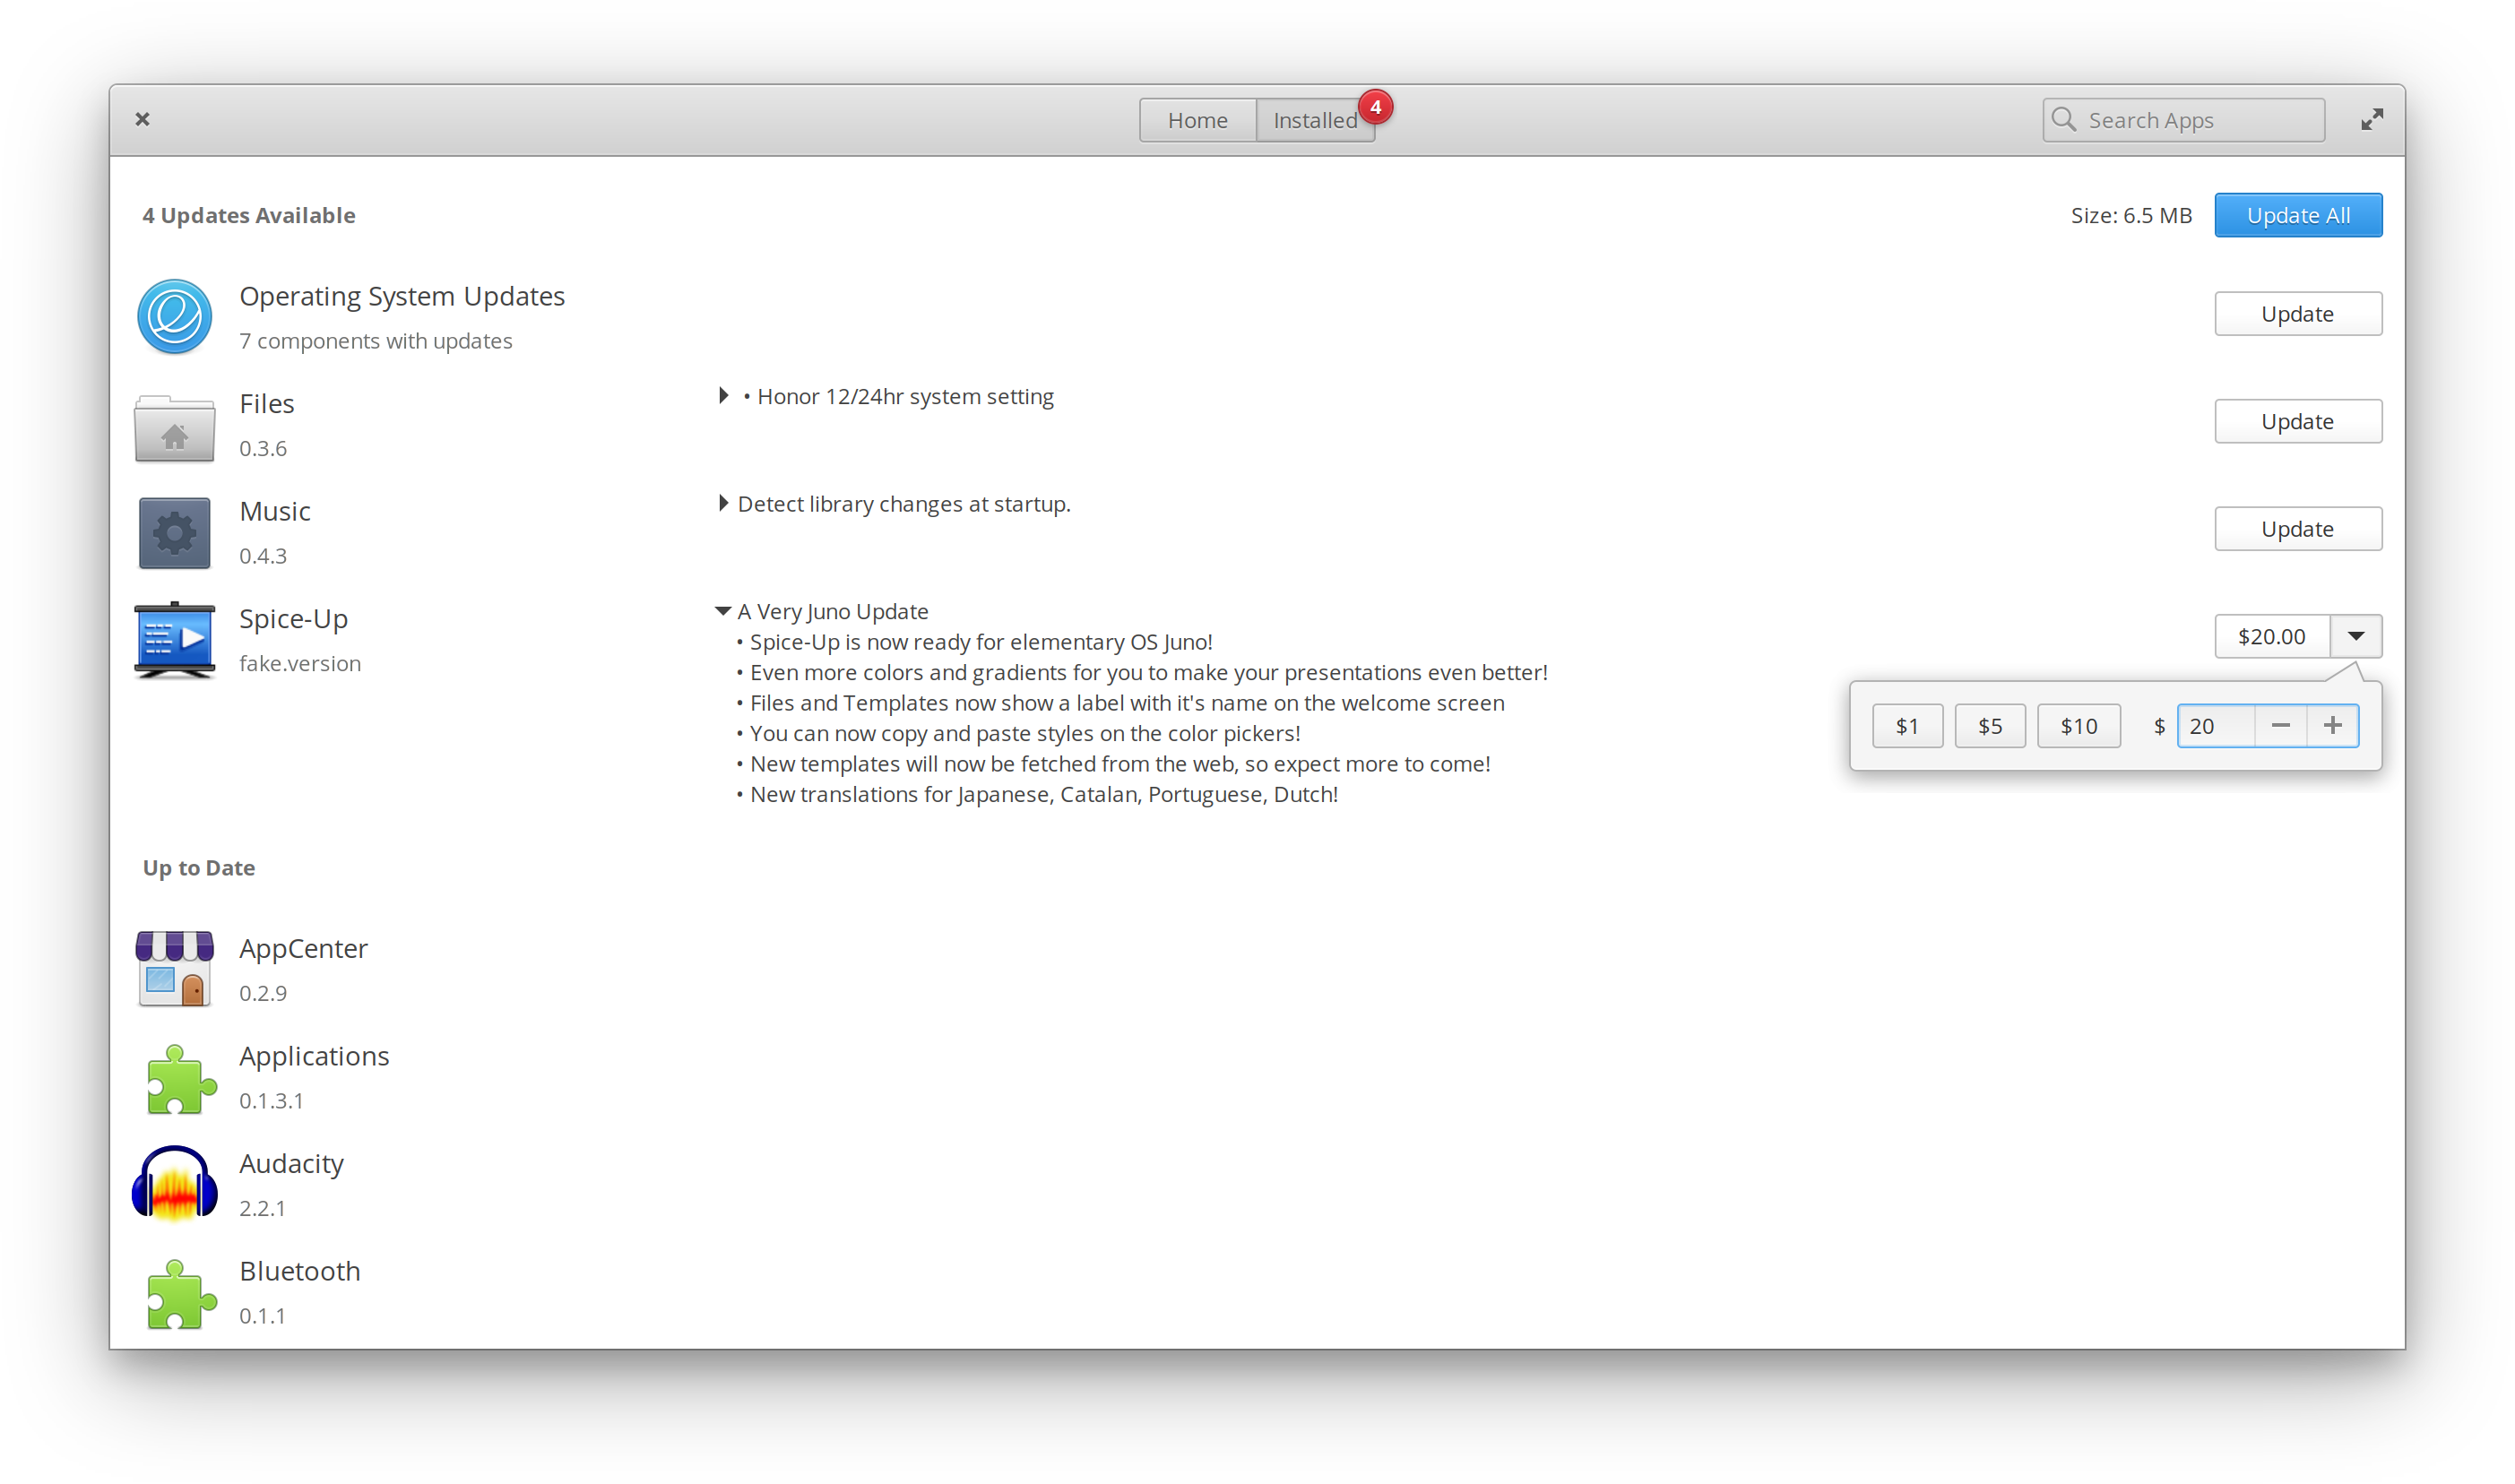 Home
Installed
4
Search Apps
4 Updates Available
Size: 6.5 MB
Update All
Operating System Updates
7 components with updates
Update
Files
0.3.6
• Honor 12/24hr system setting
Update
Music
0.4.3
Detect library changes at startup.
Update
Spice-Up
fake.version
A Very Juno Update
• Spice-Up is now ready for elementary OS Juno!
• Even more colors and gradients for you to make your presentations even better!
• Files and Templates now show a label with it's name on the welcome screen
• You can now copy and paste styles on the color pickers!
• New templates will now be fetched from the web, so expect more to come!
• New translations for Japanese, Catalan, Portuguese, Dutch!
$20.00
$1
$5
$10
$ 20
Up to Date
AppCenter
0.2.9
Applications
0.1.3.1
Audacity
2.2.1
Bluetooth
0.1.1